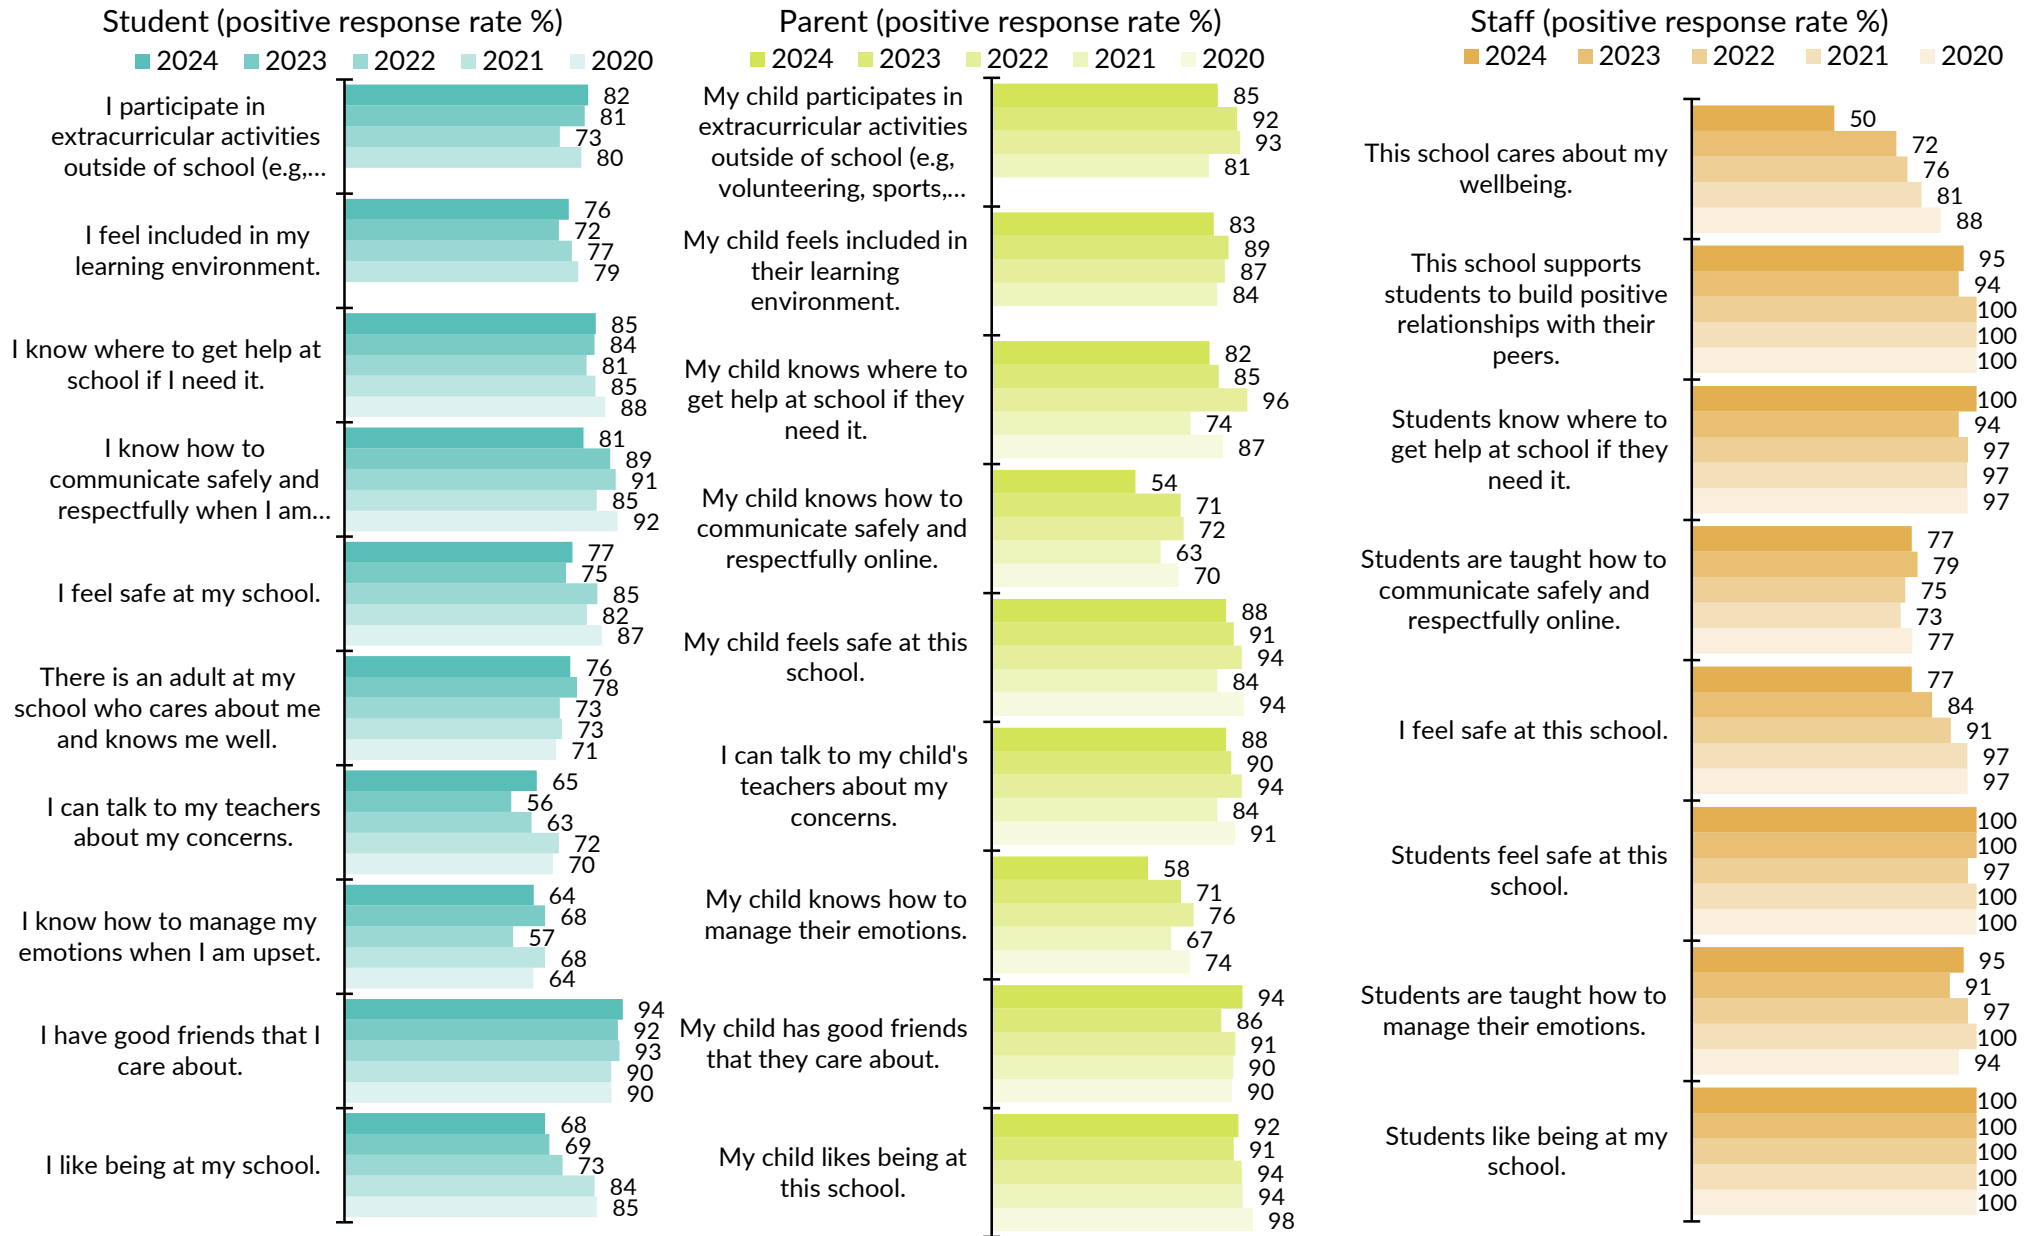 Student (positive response rate %)
2024 2023 2022 2021 2020
I participate in
extracurricular activities
outside of school (e.g,...
82
81
73
80
I feel included in my
learning environment.
76
72
77
79
I know where to get help at
school if I need it.
85
84
81
85
88
I know how to
communicate safely and
respectfully when I am...
81
89
91
85
92
I feel safe at my school.
77
75
85
82
87
There is an adult at my
school who cares about me
and knows me well.
76
78
73
73
71
I can talk to my teachers
about my concerns.
65
56
63
72
70
I know how to manage my
emotions when I am upset.
64
68
57
68
64
I have good friends that I
care about.
94
92
93
90
90
I like being at my school.
68
69
73
84
85
Parent (positive response rate %)
2024 2023 2022 2021 2020
My child participates in
extracurricular activities
outside of school (e.g,
volunteering, sports,...
85
92
93
81
My child feels included in
their learning
environment.
83
89
87
84
My child knows where to
get help at school if they
need it.
82
85
96
74
87
My child knows how to
communicate safely and
respectfully online.
54
71
72
63
70
My child feels safe at this
school.
88
91
94
84
94
I can talk to my child's
teachers about my
concerns.
88
90
94
84
91
My child knows how to
manage their emotions.
58
71
76
67
74
My child has good friends
that they care about.
94
86
91
90
90
My child likes being at
this school.
92
91
94
94
98
Staff (positive response rate %)
2024 2023 2022 2021 2020
This school cares about my
wellbeing.
50
72
76
81
88
This school supports
students to build positive
relationships with their
peers.
95
94
100
100
100
Students know where to
get help at school if they
need it.
100
94
97
97
97
Students are taught how to
communicate safely and
respectfully online.
77
79
75
73
77
I feel safe at this school.
77
84
91
97
97
Students feel safe at this
school.
100
100
97
100
100
Students are taught how to
manage their emotions.
95
91
97
100
94
Students like being at my
school.
100
100
100
100
100